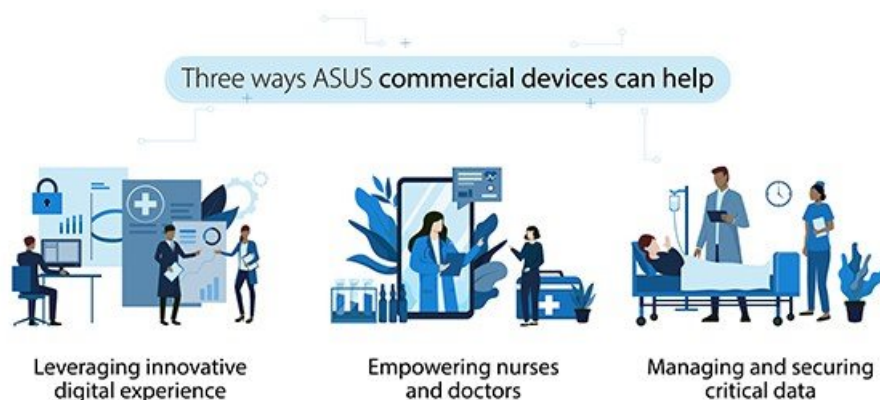 Three ways ASUS commercial devices can help
Leveraging innovative
digital experience
Empowering nurses
and doctors
Managing and securing
critical data